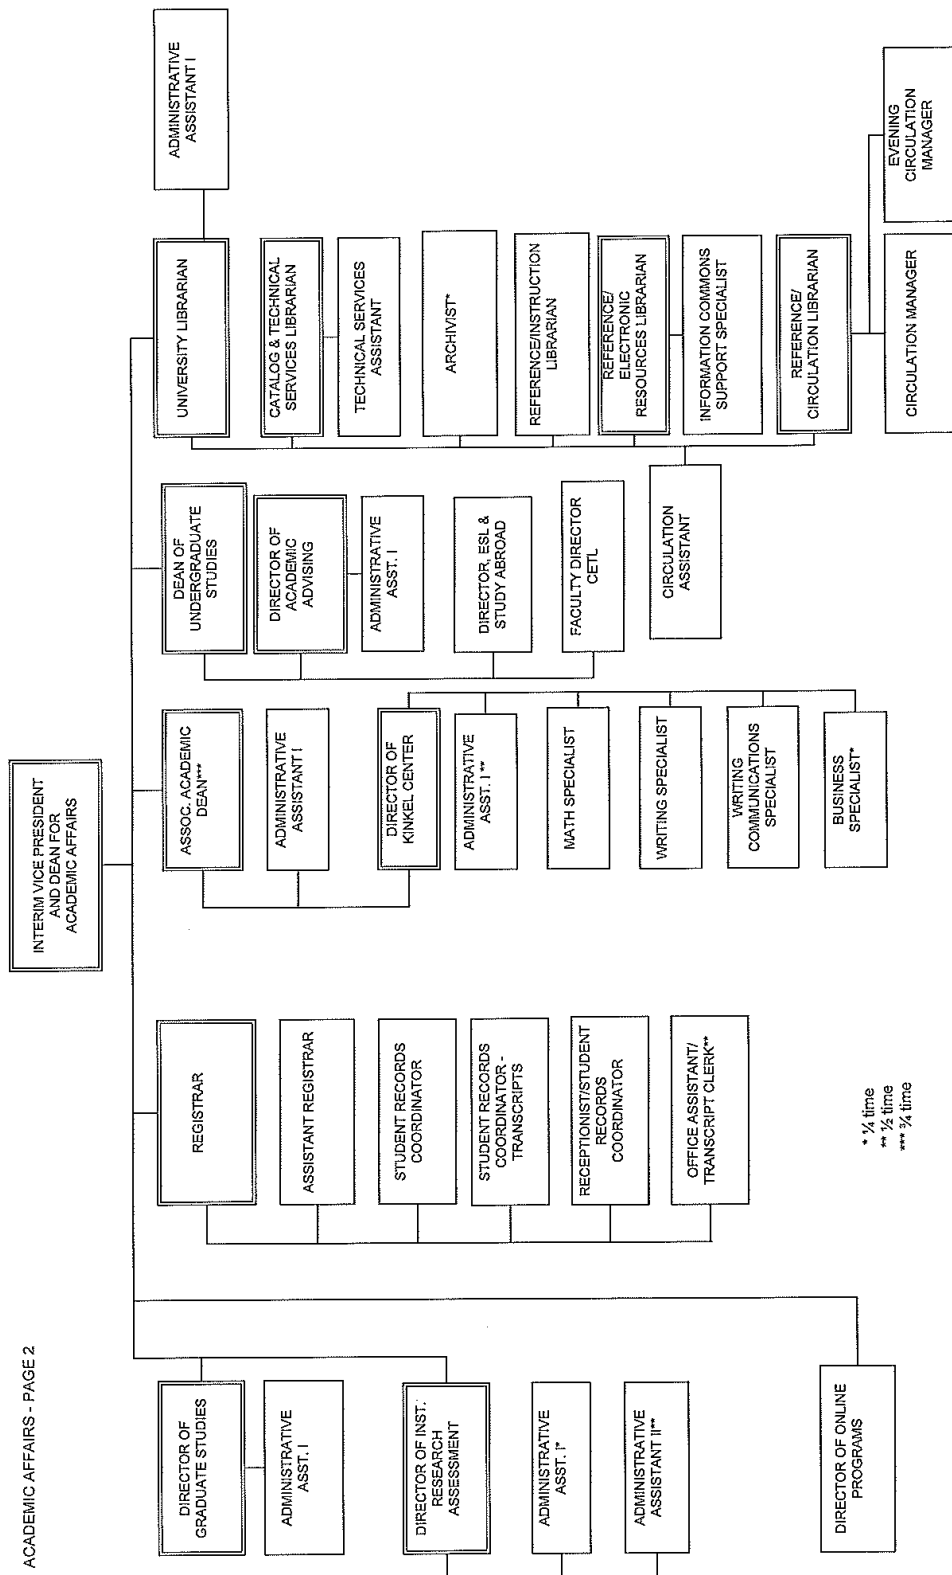 ACADEMIC AFFAIRS - PAGE 2
INTERIM VICE PRESIDENT
AND DEAN FOR
ACADEMIC AFFAIRS
DIRECTOR OF
GRADUATE STUDIES
ADMINISTRATIVE
ASST. I
DIRECTOR OF INST.
RESEARCH
ASSESSMENT
ADMINISTRATIVE
ASST. I*
ADMINISTRATIVE
ASSISTANT II**
DIRECTOR OF ONLINE
PROGRAMS
REGISTRAR
ASSISTANT REGISTRAR
STUDENT RECORDS
COORDINATOR
STUDENT RECORDS
COORDINATOR -
TRANSCRIPTS
RECEPTIONIST/STUDENT
RECORDS
COORDINATOR
OFFICE ASSISTANT/
TRANSCRIPT CLERK**
ASSOC. ACADEMIC
DEAN***
ADMINISTRATIVE
ASSISTANT I
DIRECTOR OF
KINKEL CENTER
ADMINISTRATIVE
ASST. I**
MATH SPECIALIST
WRITING SPECIALIST
WRITING
COMMUNICATIONS
SPECIALIST
BUSINESS
SPECIALIST*
DEAN OF
UNDERGRADUATE
STUDIES
DIRECTOR OF
ACADEMIC
ADVISING
ADMINISTRATIVE
ASST. I
DIRECTOR, ESL &
STUDY ABROAD
FACULTY DIRECTOR
CETL
UNIVERSITY LIBRARIAN
ADMINISTRATIVE
ASSISTANT I
CATALOG & TECHNICAL
SERVICES LIBRARIAN
TECHNICAL SERVICES
ASSISTANT
ARCHIVIST*
REFERENCE/INSTRUCTION
LIBRARIAN
REFERENCE/
ELECTRONIC
RESOURCES LIBRARIAN
INFORMATION COMMONS
SUPPORT SPECIALIST
CIRCULATION
ASSISTANT
REFERENCE/
CIRCULATION LIBRARIAN
CIRCULATION MANAGER
EVENING
CIRCULATION
MANAGER
* ¼ time
** ½ time
*** ¾ time